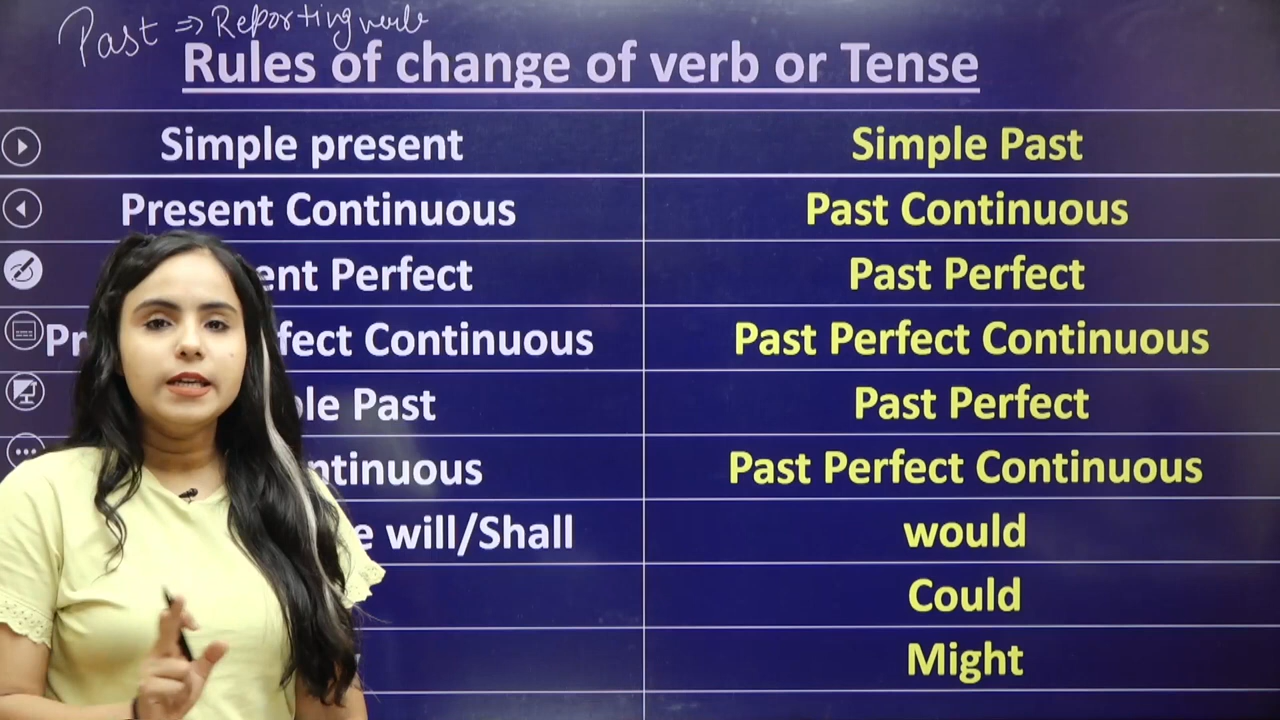 Past ⇒ Reporting verb
Rules of change of verb or Tense
Simple present Simple Past
Present Continuous Past Continuous
ent Perfect Past Perfect
Pr fect Continuous Past Perfect Continuous
le Past Past Perfect
ntinuous Past Perfect Continuous
e will/Shall would
Could
Might